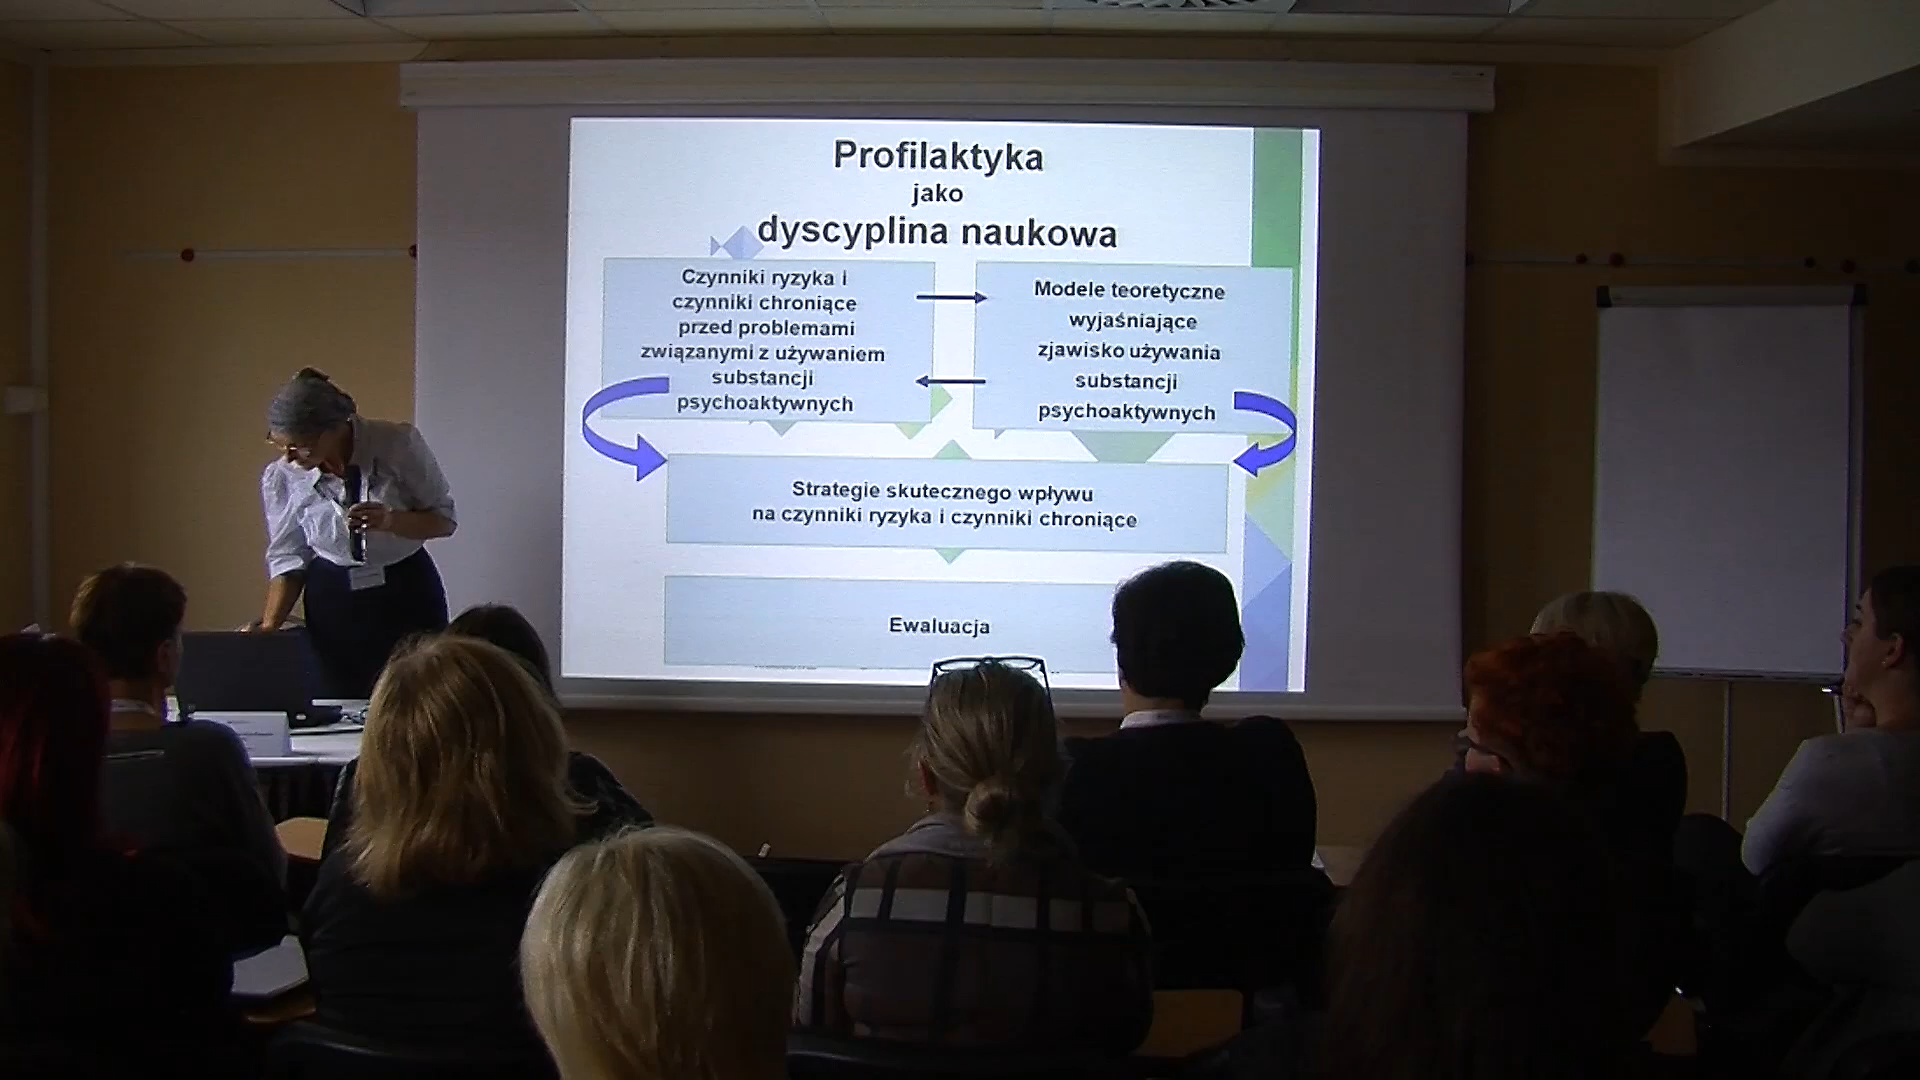 Profilaktyka
jako
dyscyplina naukowa
Czynniki ryzyka i
czynniki chroniące
przed problemami
związanymi z używaniem
substancji
psychoaktywnych
Modele teoretyczne
wyjaśniające
zjawisko używania
substancji
psychoaktywnych
Strategie skutecznego wpływu
na czynniki ryzyka i czynniki chroniące
Ewaluacja